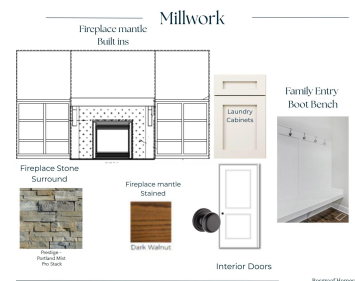 Millwork
Fireplace mantle
Built ins
Laundry
Cabinets
Family Entry
Boot Bench
Fireplace Stone
Surround
Fireplace mantle
Stained
Prestige -
Portland Mist
Pro Stack
Dark Walnut
Interior Doors
Homes